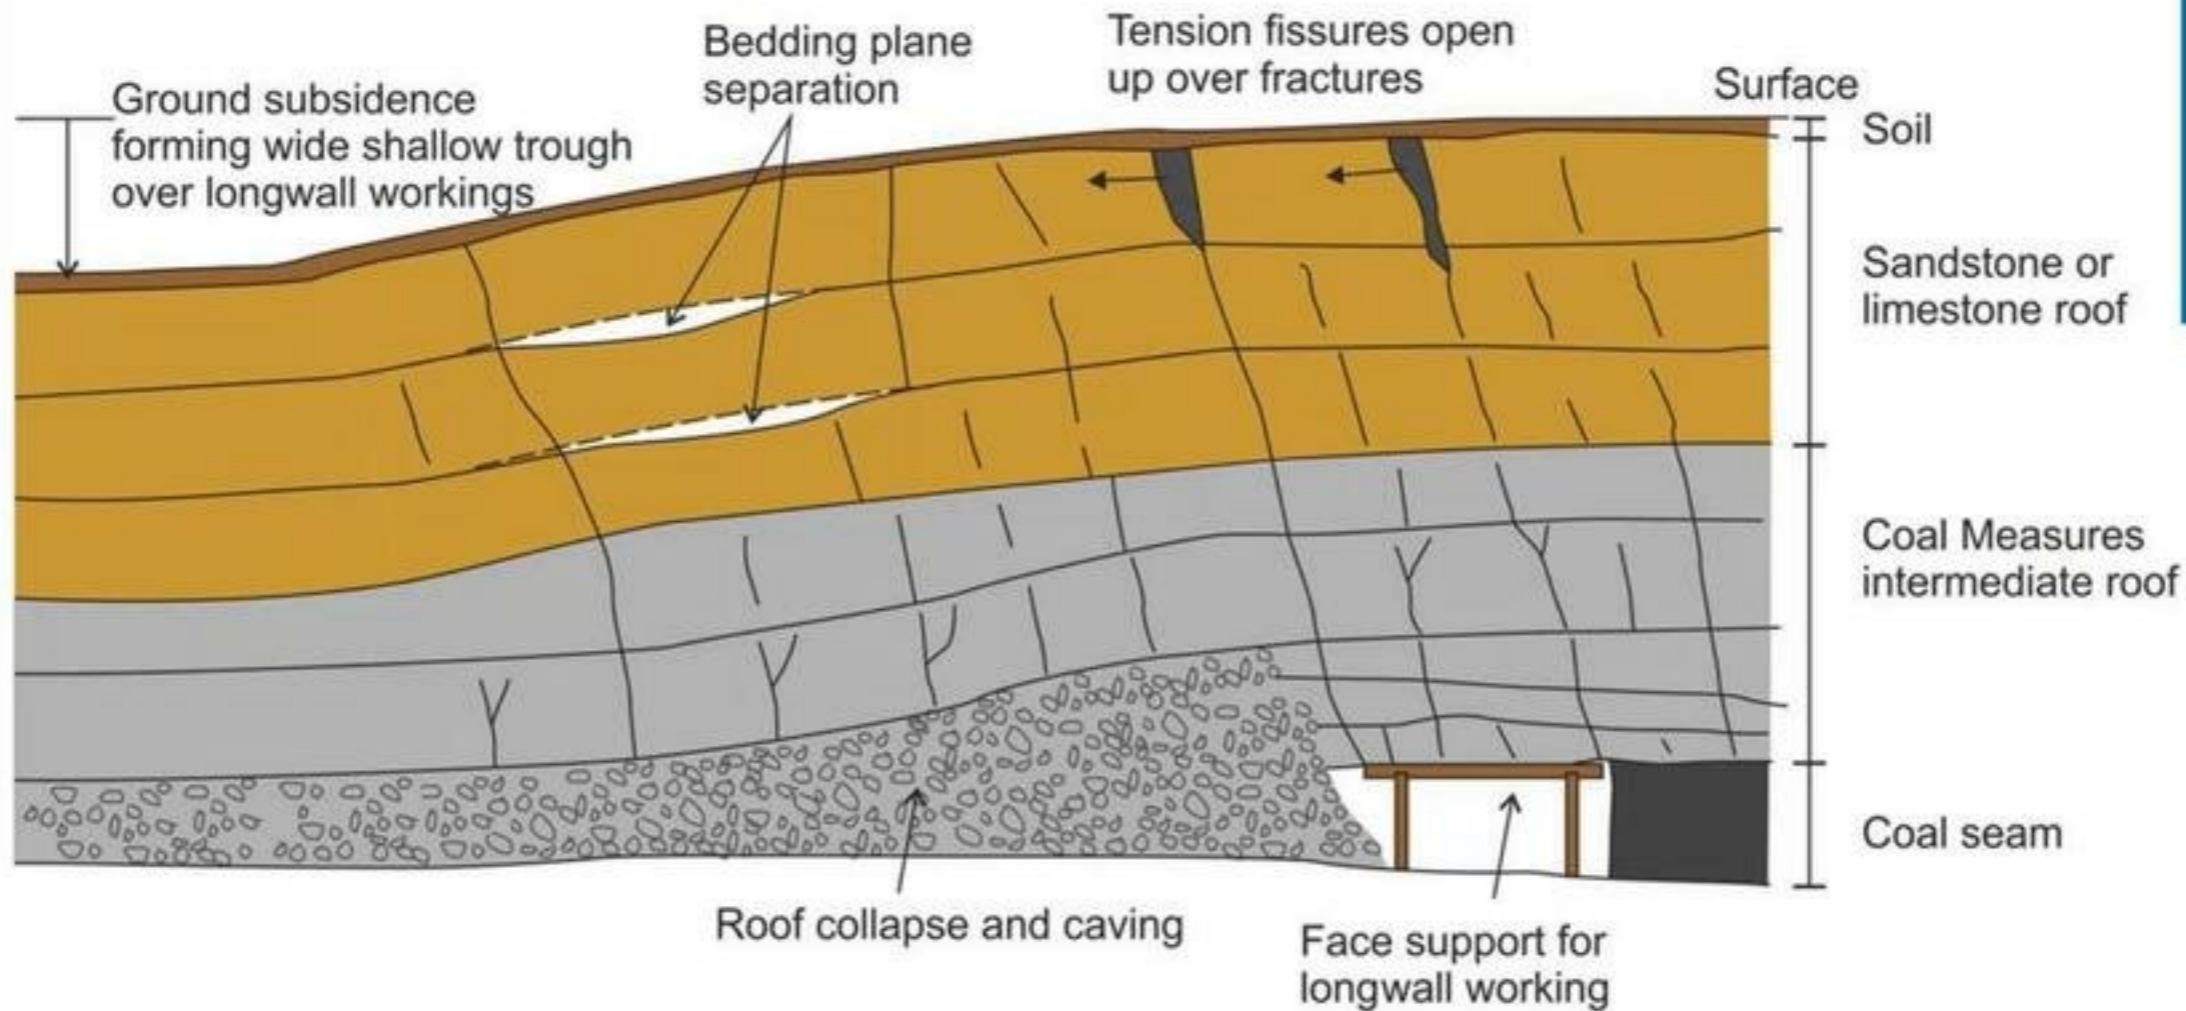 Ground subsidence
forming wide shallow trough
over longwall workings
Bedding plane
separation
Tension fissures open
up over fractures
Surface
Soil
Sandstone or
limestone roof
Coal Measures
intermediate roof
Coal seam
Roof collapse and caving
Face support for
longwall working